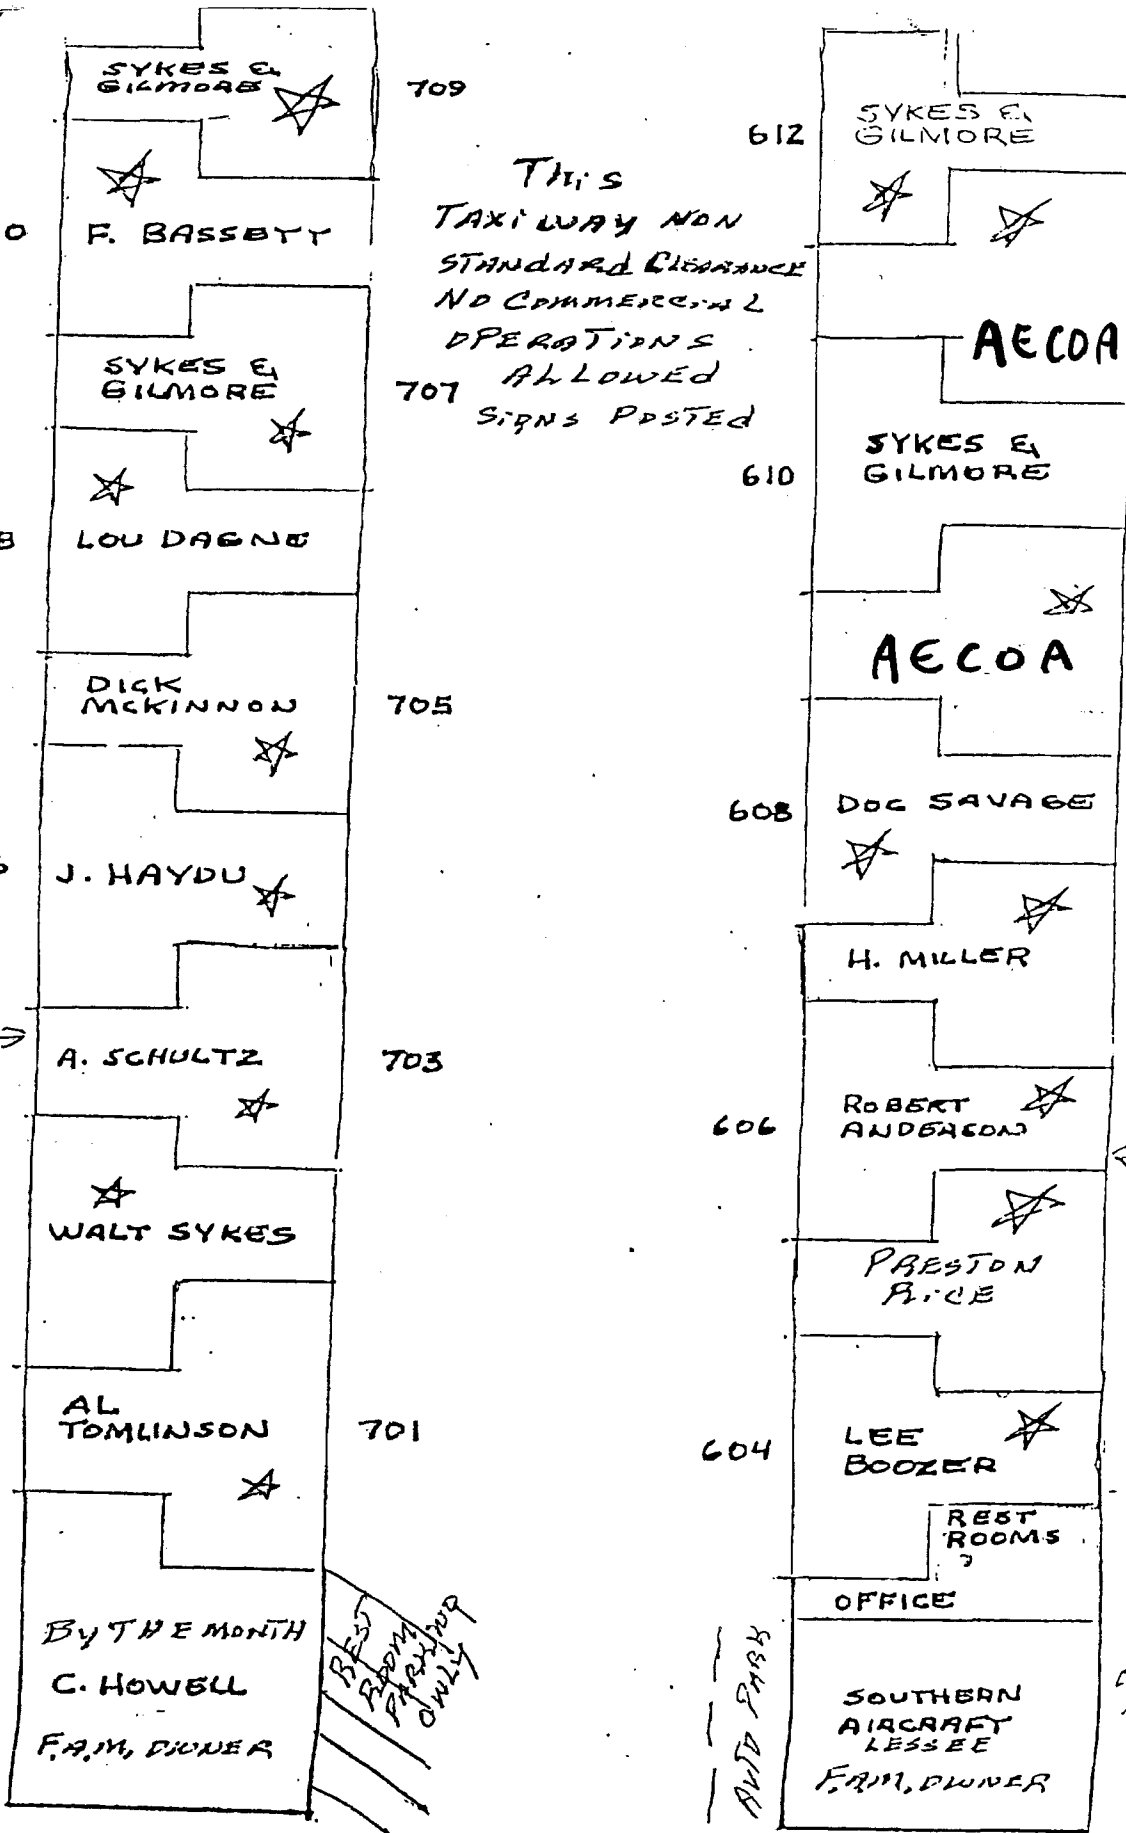 SYKES &
GILMORE
709
F. BASSETT
SYKES &
GILMORE
707
LOU DAGNE
DICK
MCKINNON
705
J. HAYDU
A. SCHULTZ
703
WALT SYKES
AL
TOMLINSON
701
BY THE MONTH
C. HOWELL
F.A.M, OWNER
REST
ROOM
PARKING
ONLY
This
TAXIWAY NON
STANDARD CLEARANCE
NO COMMERCIAL
OPERATIONS
ALLOWED
SIGNS POSTED
612
SYKES &
GILMORE
AECOA
610
SYKES &
GILMORE
AECOA
608
DOC SAVAGE
H. MILLER
606
ROBERT
ANDERSON
PRESTON
RICE
604
LEE
BOOZER
REST
ROOMS
OFFICE
AUTO PARK
SOUTHERN
AIRCRAFT
LESSEE
F.A.M, OWNER